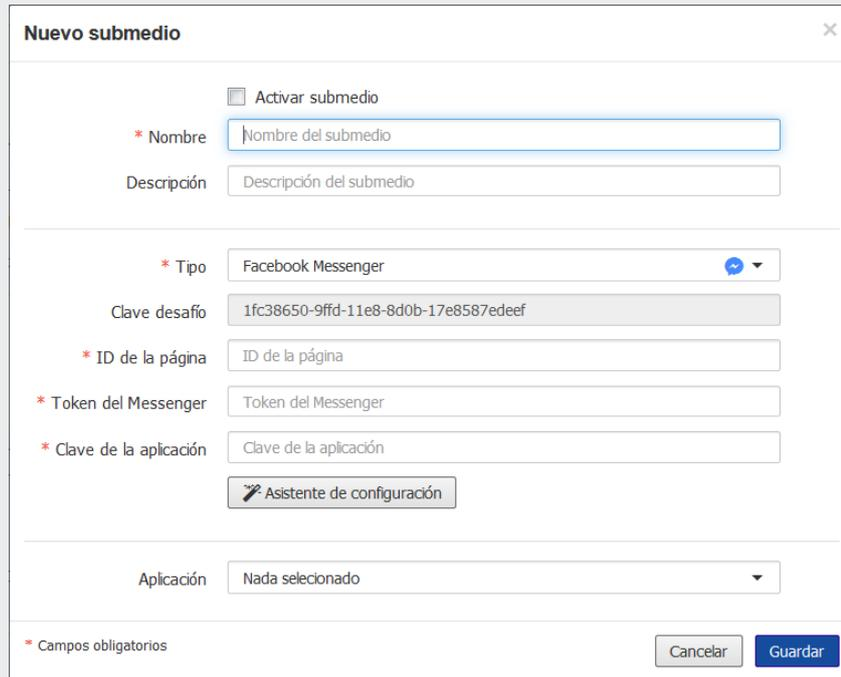 Nuevo submedio ×
Activar submedio
* Nombre Nombre del submedio
Descripción Descripción del submedio
* Tipo Facebook Messenger
Clave desafío 1fc38650-9ffd-11e8-8d0b-17e8587edeef
* ID de la página ID de la página
* Token del Messenger Token del Messenger
* Clave de la aplicación Clave de la aplicación
Asistente de configuración
Aplicación Nada selecionado
* Campos obligatorios Cancelar Guardar